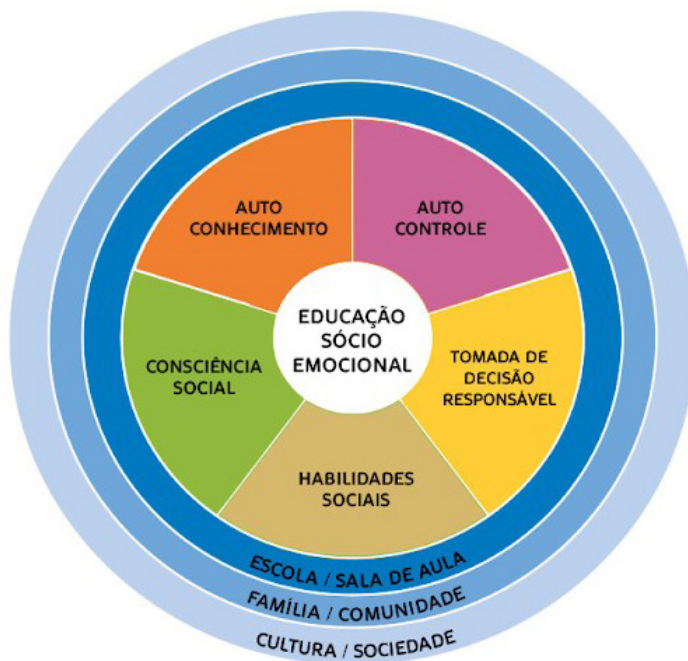 AUTO
CONHECIMENTO
AUTO
CONTROLE
EDUCAÇÃO
SÓCIO
EMOCIONAL
CONSCIÊNCIA
SOCIAL
TOMADA DE
DECISÃO
RESPONSÁVEL
HABILIDADES
SOCIAIS
ESCOLA / SALA DE AULA
FAMÍLIA / COMUNIDADE
CULTURA / SOCIEDADE